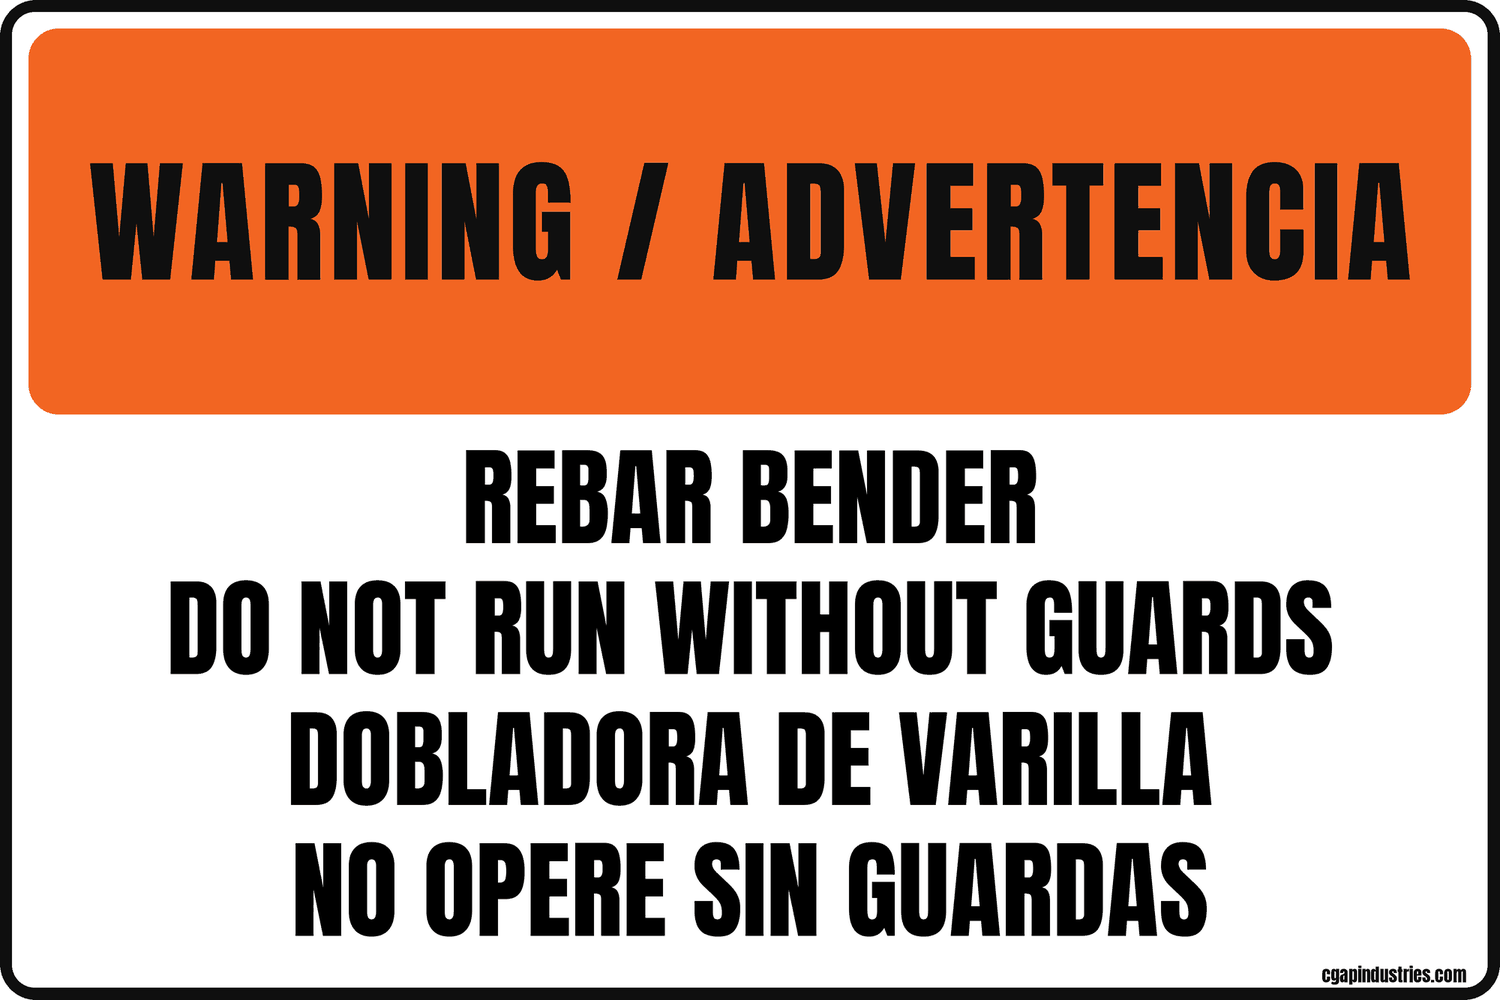 WARNING / ADVERTENCIA
REBAR BENDER
DO NOT RUN WITHOUT GUARDS
DOBLADORA DE VARILLA
NO OPERE SIN GUARDAS
cgapindustries.com